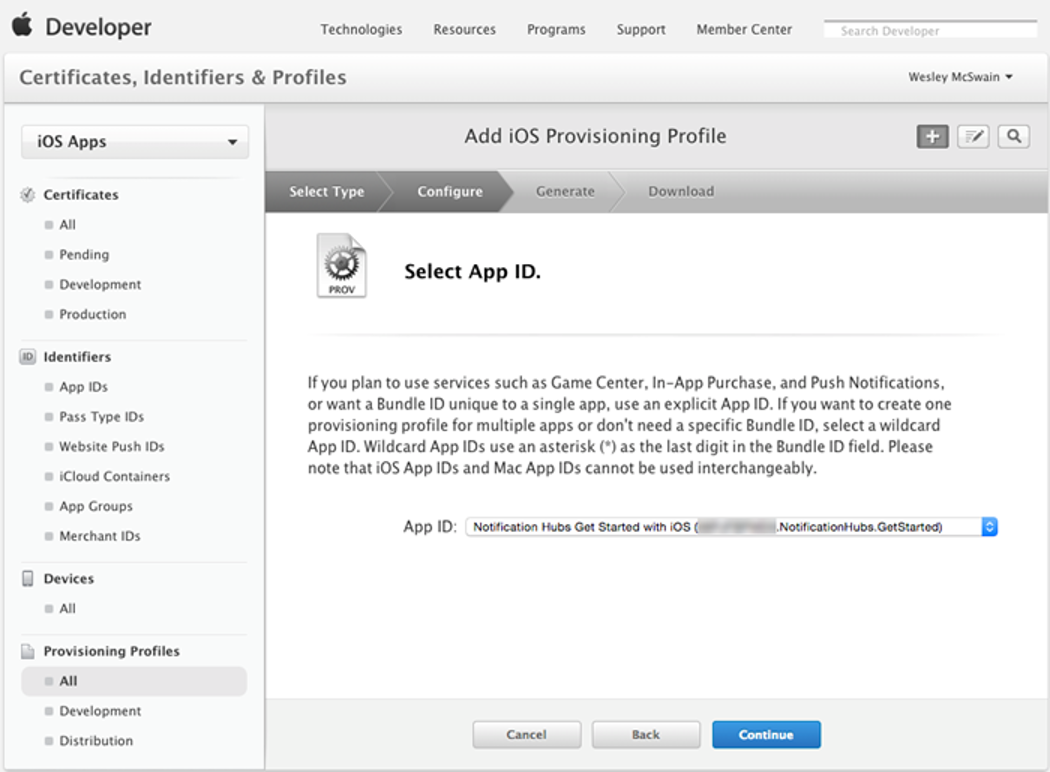 Developer
Technologies Resources Programs Support Member Center Search Developer
Certificates, Identifiers & Profiles
Wesley McSwain
iOS Apps
Certificates
All
Pending
Development
Production
ID Identifiers
App IDs
Pass Type IDs
Website Push IDs
iCloud Containers
App Groups
Merchant IDs
Devices
All
Provisioning Profiles
All
Development
Distribution
Add iOS Provisioning Profile
Select Type Configure Generate Download
PROV
Select App ID.
If you plan to use services such as Game Center, In-App Purchase, and Push Notifications,
or want a Bundle ID unique to a single app, use an explicit App ID. If you want to create one
provisioning profile for multiple apps or don't need a specific Bundle ID, select a wildcard
App ID. Wildcard App IDs use an asterisk (*) as the last digit in the Bundle ID field. Please
note that iOS App IDs and Mac App IDs cannot be used interchangeably.
App ID: Notification Hubs Get Started with iOS ( .NotificationHubs.GetStarted)
Cancel Back Continue